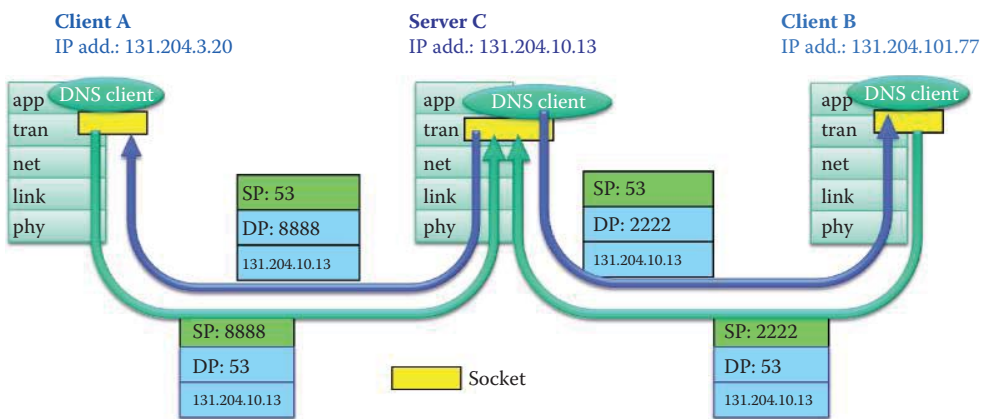 Client A
IP add.: 131.204.3.20
Server C
IP add.: 131.204.10.13
Client B
IP add.: 131.204.101.77
app
DNS client
tran
net
link
phy
app
DNS client
tran
net
link
phy
app
DNS client
tran
net
link
phy
SP: 53
DP: 8888
131.204.10.13
SP: 53
DP: 2222
131.204.10.13
SP: 8888
DP: 53
131.204.10.13
Socket
SP: 2222
DP: 53
131.204.10.13